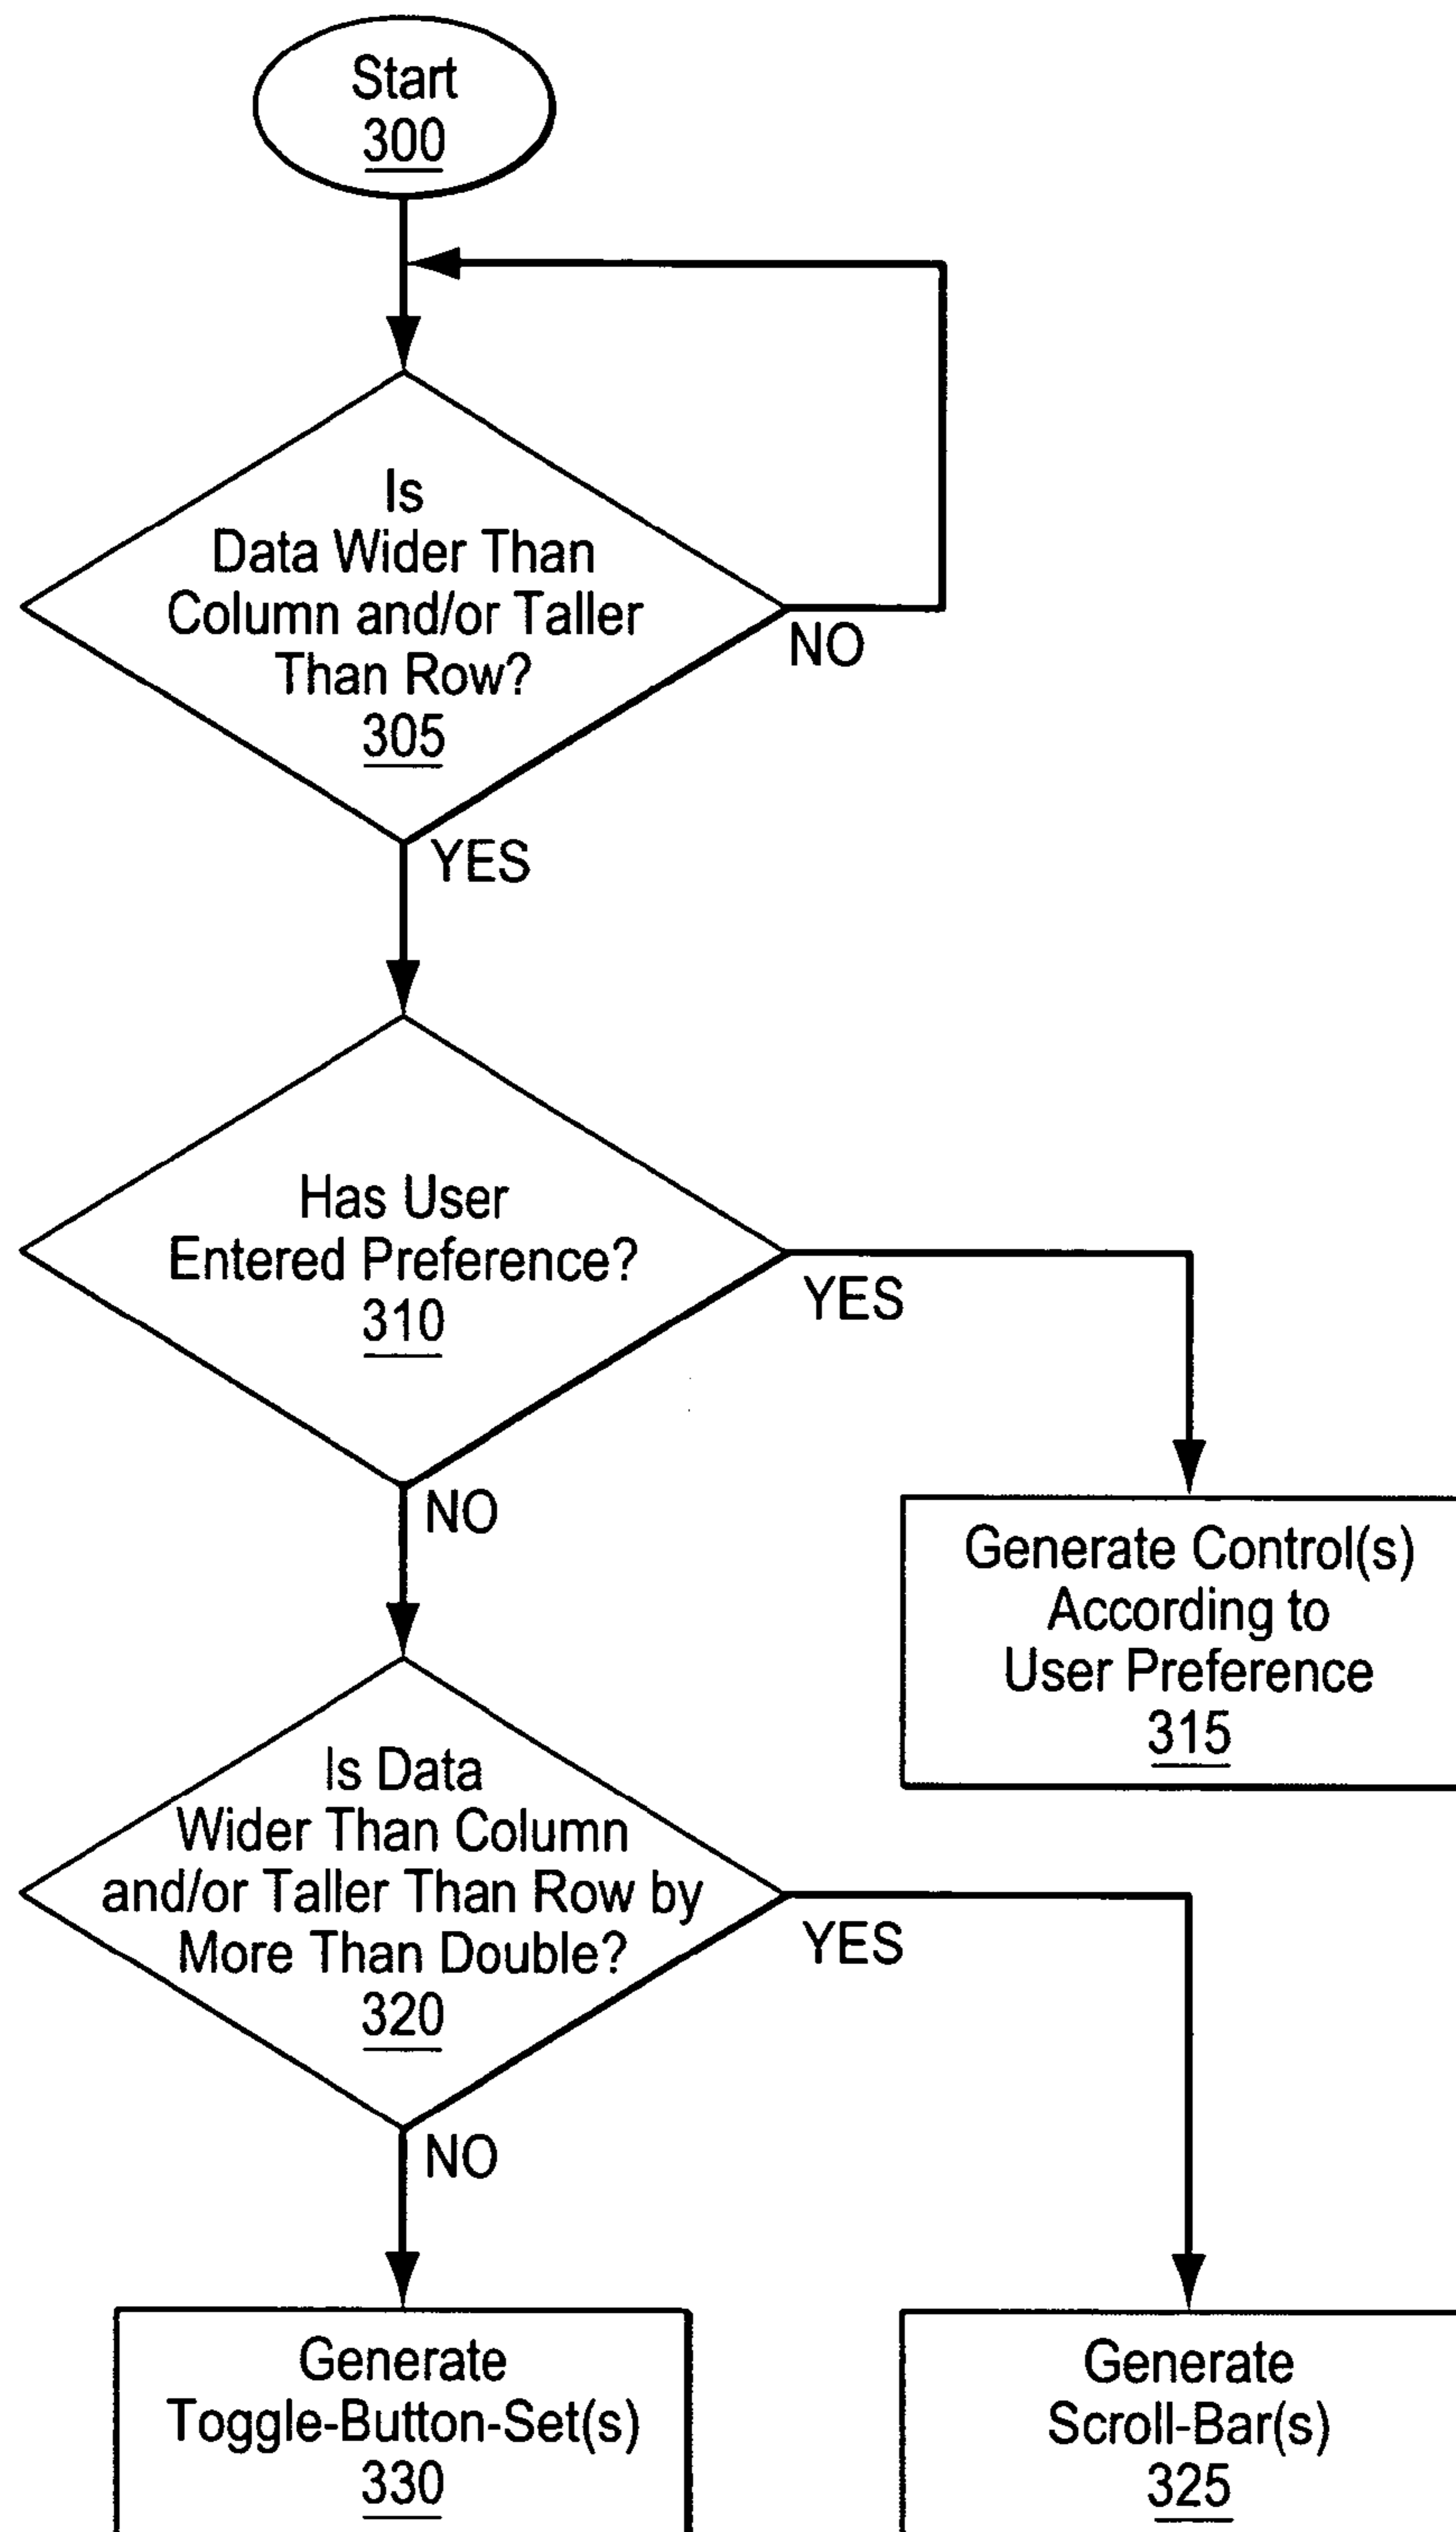 Start
300
Is
Data Wider Than
Column and/or Taller
Than Row?
305
NO
YES
Has User
Entered Preference?
310
YES
NO
Generate Control(s)
According to
User Preference
315
Is Data
Wider Than Column
and/or Taller Than Row by
More Than Double?
320
YES
NO
Generate
Toggle-Button-Set(s)
330
Generate
Scroll-Bar(s)
325